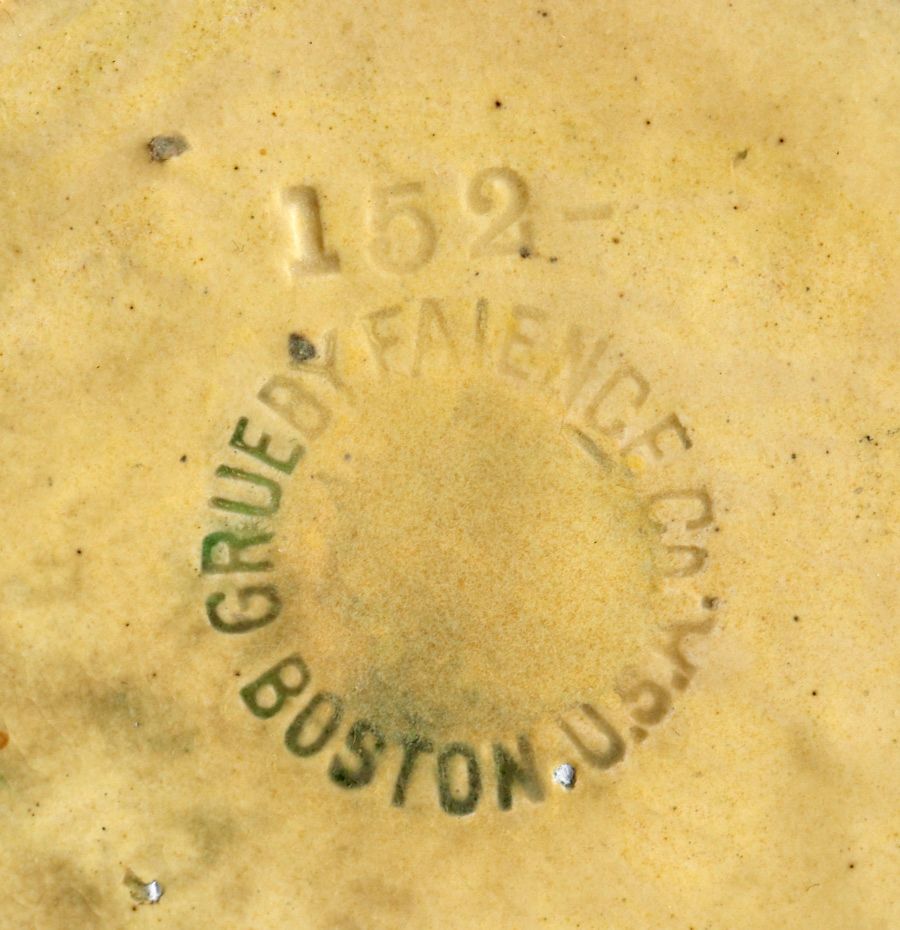 152-
GRUEBY FAIENCE Co.
BOSTON.U.S.A.